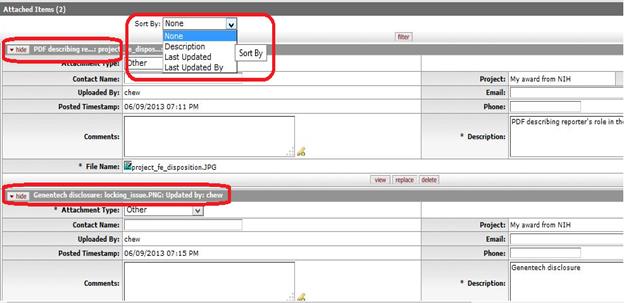 Attached Items (2)
Sort By: None
None
Description
Last Updated
Last Updated By
Sort By
filter
hide PDF describing re...: project_fe_dispos...
Attachment Type: Other
Contact Name: Project: My award from NIH
Uploaded By: chew Email:
Posted Timestamp: 06/09/2013 07:11 PM Phone:
Comments: * Description: PDF describing reporter's role in the
* File Name: project_fe_disposition.JPG
view replace delete
hide Genentech disclosure: locking_issue.PNG: Updated by: chew
* Attachment Type: Other
Contact Name: Project: My award from NIH
Uploaded By: chew Email:
Posted Timestamp: 06/09/2013 07:15 PM Phone:
Comments: * Description: Genentech disclosure